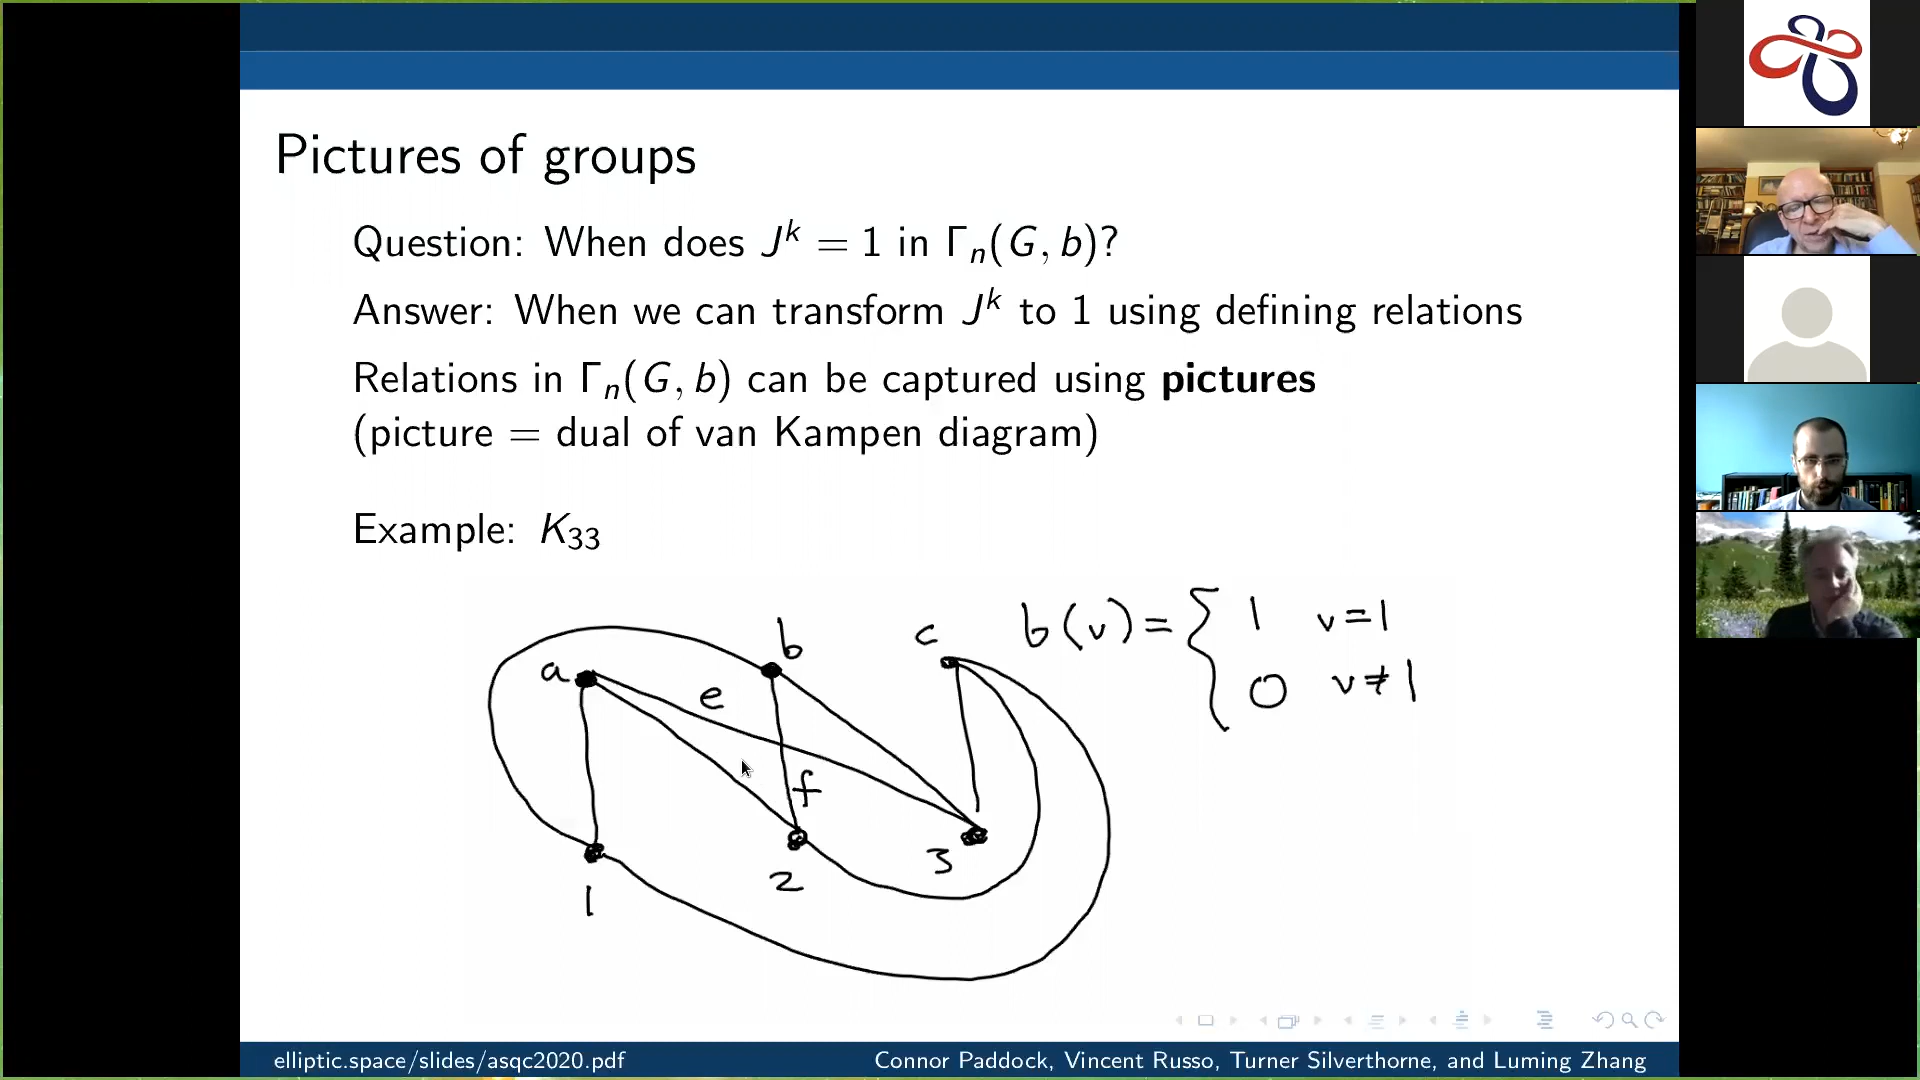 Pictures of groups
Question: When does J^k = 1 in Γ_n(G, b)?
Answer: When we can transform J^k to 1 using defining relations
Relations in Γ_n(G, b) can be captured using pictures
(picture = dual of van Kampen diagram)
Example: K_33
b(v) = { 1 v=1
0 v≠1
a
b
c
e
f
1
2
3
elliptic.space/slides/asqc2020.pdf
Connor Paddock, Vincent Russo, Turner Silverthorne, and Luming Zhang